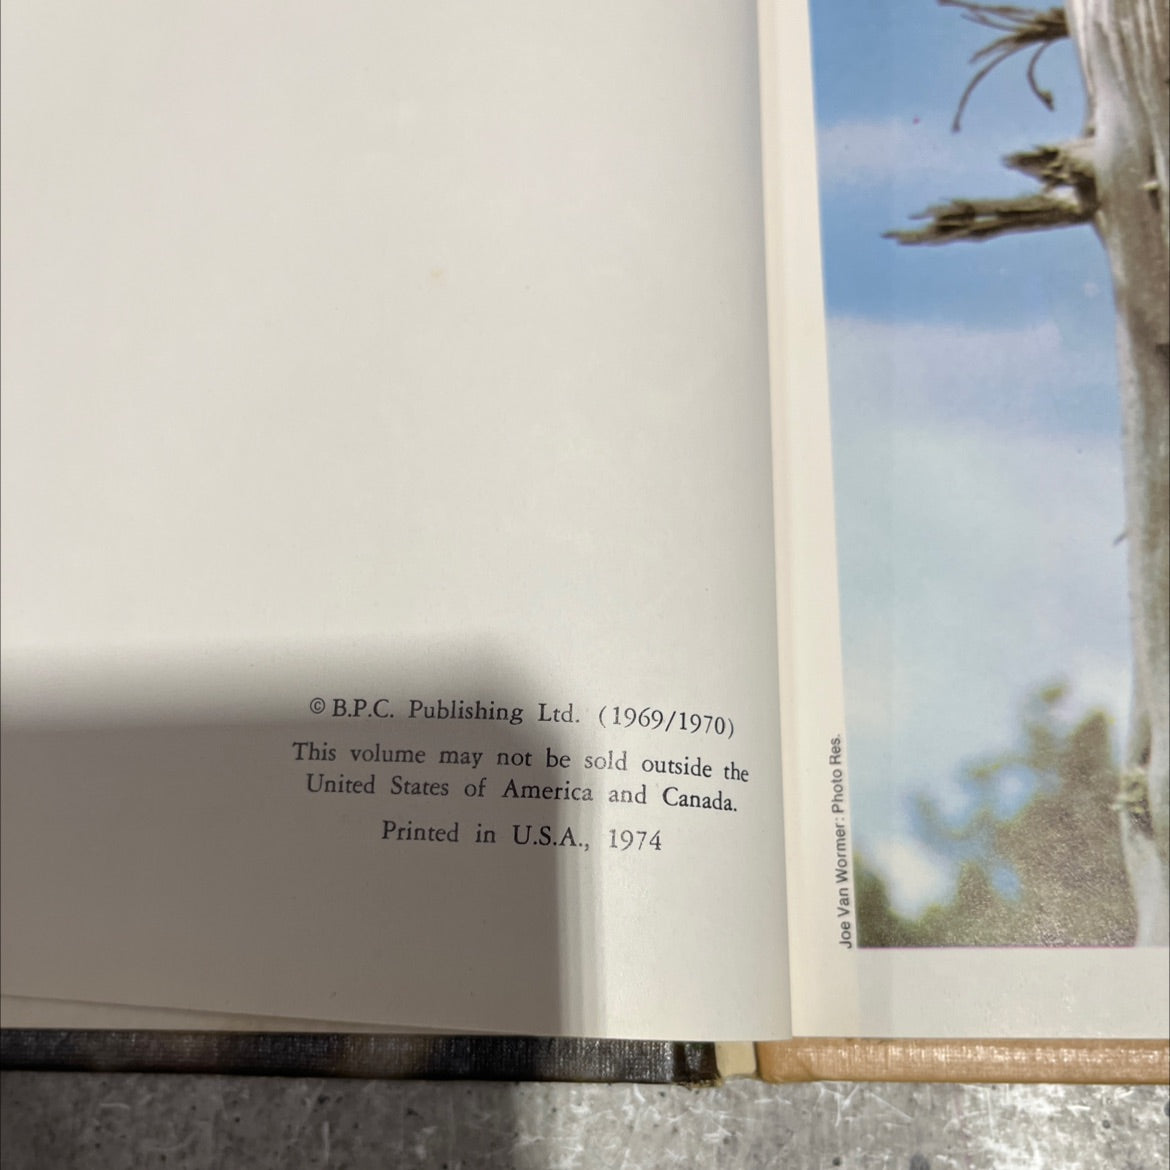 © B.P.C. Publishing Ltd. (1969/1970)
This volume may not be sold outside the
United States of America and Canada.
Printed in U.S.A., 1974
Joe Van Wormer: Photo Res.